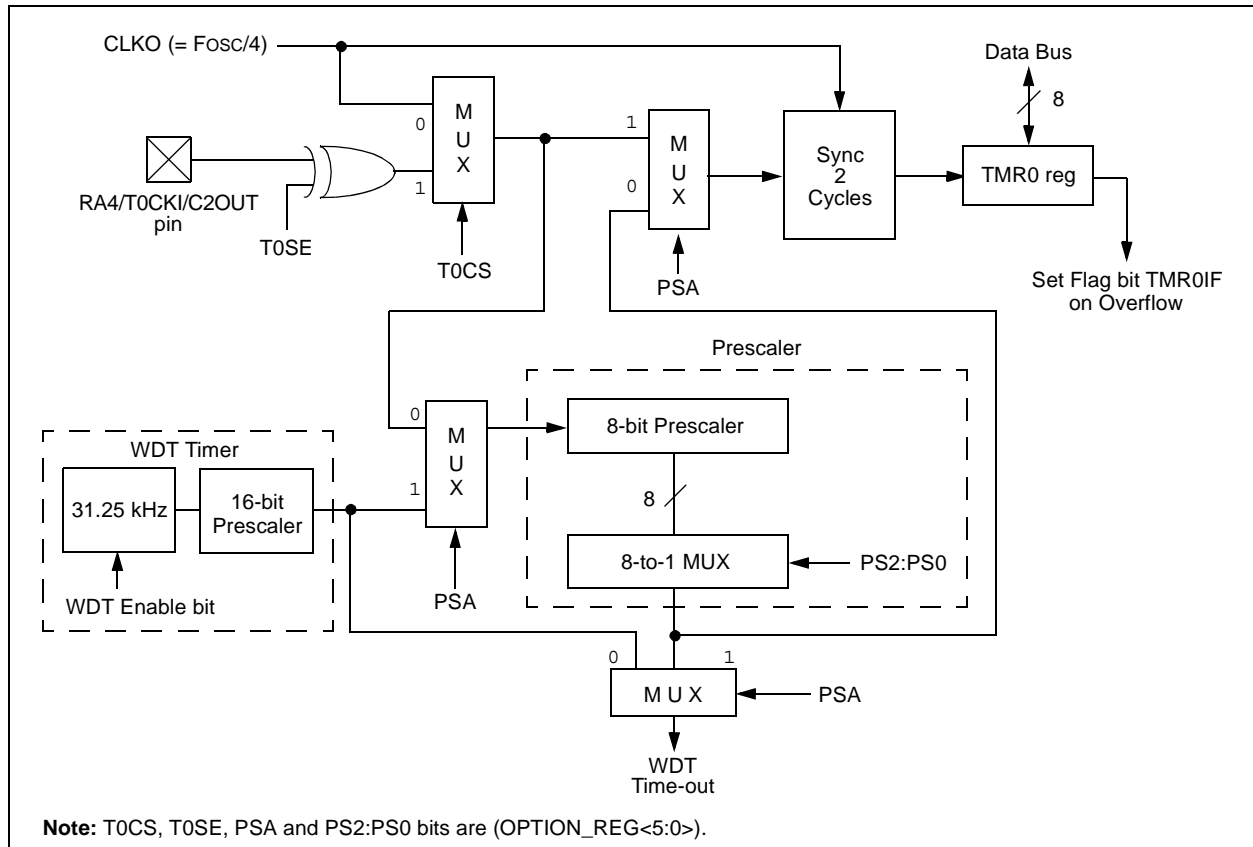 CLKO (= FOSC/4)
Data Bus
8
M
U
X
0
1
T0CS
RA4/T0CKI/C2OUT
pin
T0SE
1
0
M
U
X
PSA
Sync
2
Cycles
TMR0 reg
Set Flag bit TMR0IF
on Overflow
Prescaler
0
1
M
U
X
PSA
8-bit Prescaler
8
8-to-1 MUX
PS2:PS0
WDT Timer
31.25 kHz
16-bit
Prescaler
WDT Enable bit
0
1
M U X
PSA
WDT
Time-out
Note: T0CS, T0SE, PSA and PS2:PS0 bits are (OPTION_REG<5:0>).